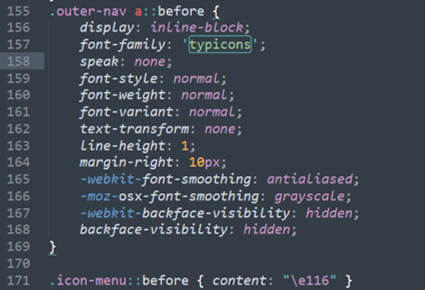 155 .outer-nav a::before {
156 display: inline-block;
157 font-family: 'typicons';
158 speak: none;
159 font-style: normal;
160 font-weight: normal;
161 font-variant: normal;
162 text-transform: none;
163 line-height: 1;
164 margin-right: 10px;
165 -webkit-font-smoothing: antialiased;
166 -moz-osx-font-smoothing: grayscale;
167 -webkit-backface-visibility: hidden;
168 backface-visibility: hidden;
169 }
170
171 .icon-menu::before { content: "\e116" }